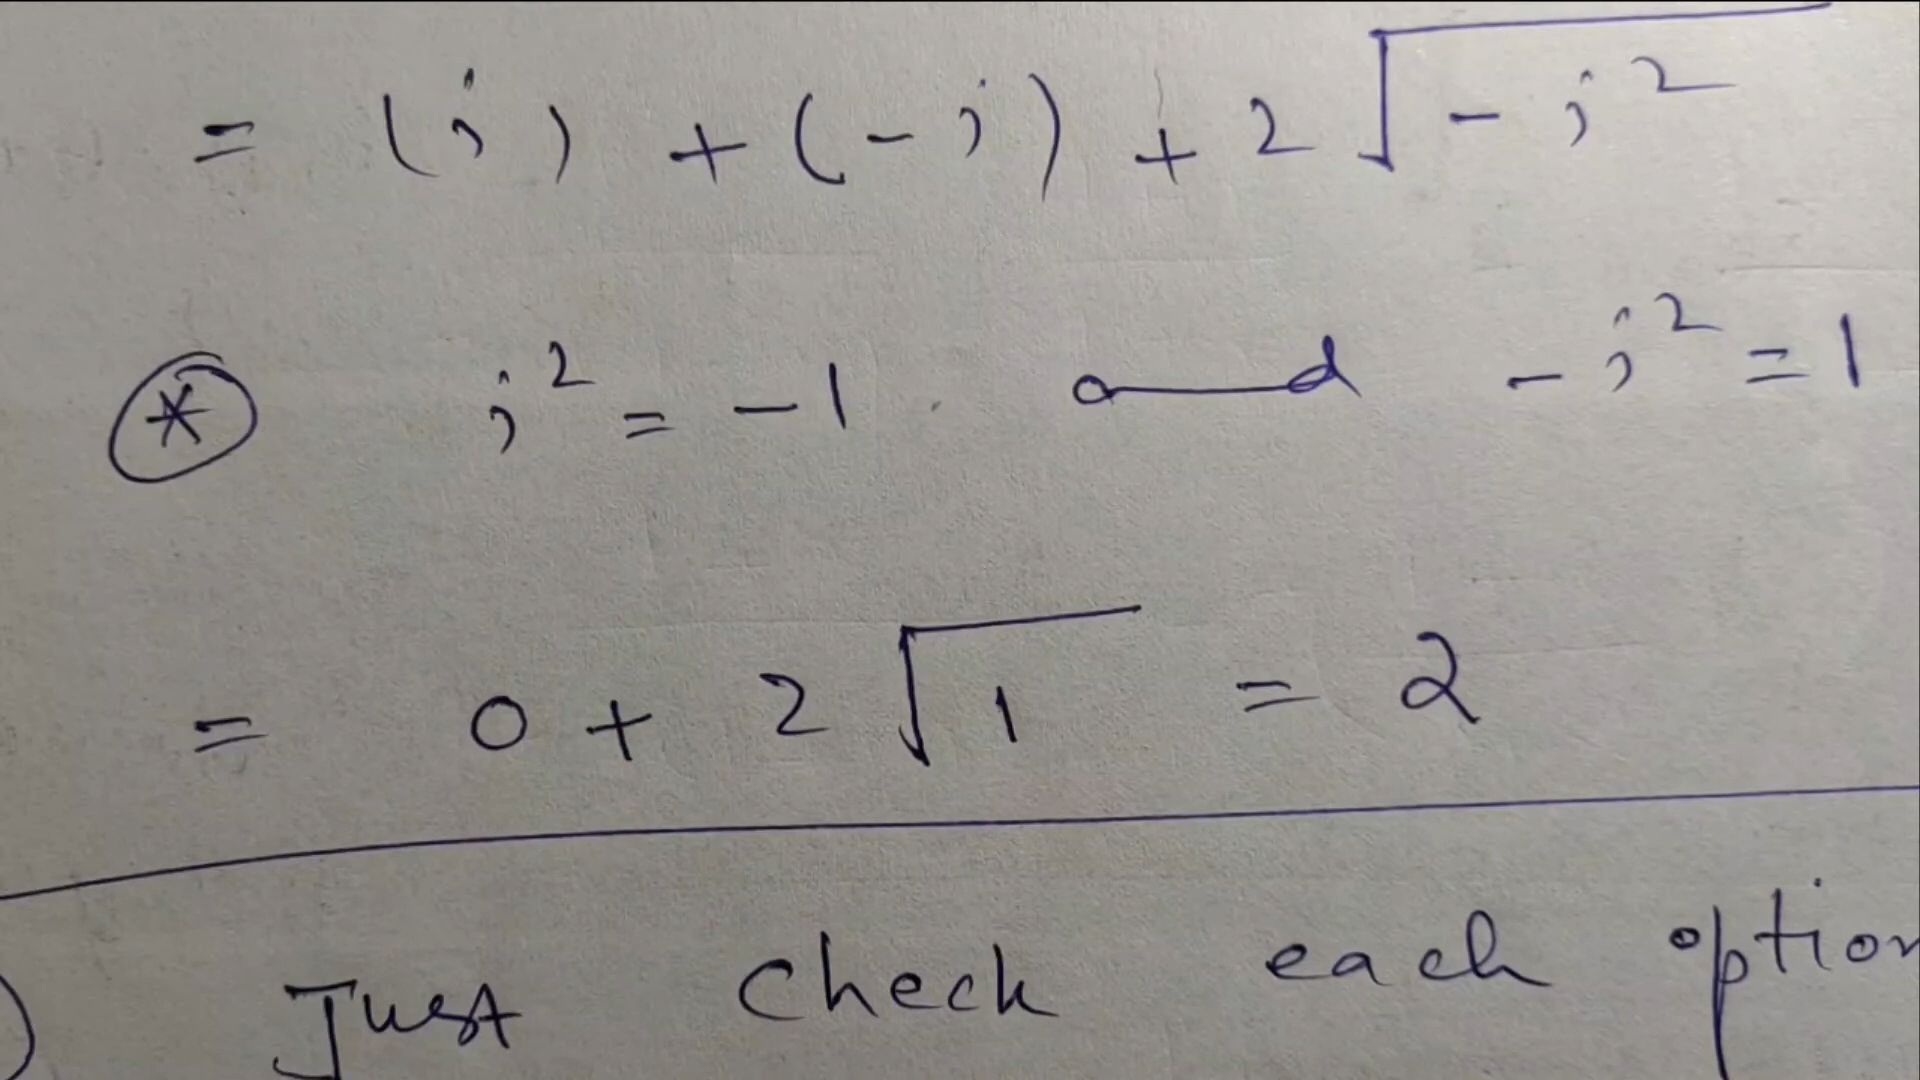 = (i) + (-i) + 2√-i²
* i² = -1 and -i² = 1
= 0 + 2√1 = 2
) Just check each option